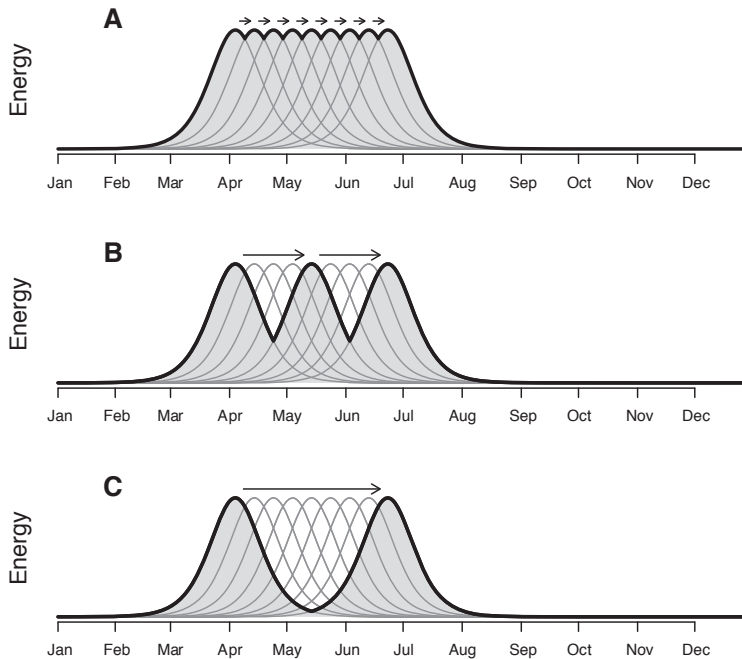 A
Energy
Jan Feb Mar Apr May Jun Jul Aug Sep Oct Nov Dec
B
Energy
Jan Feb Mar Apr May Jun Jul Aug Sep Oct Nov Dec
C
Energy
Jan Feb Mar Apr May Jun Jul Aug Sep Oct Nov Dec